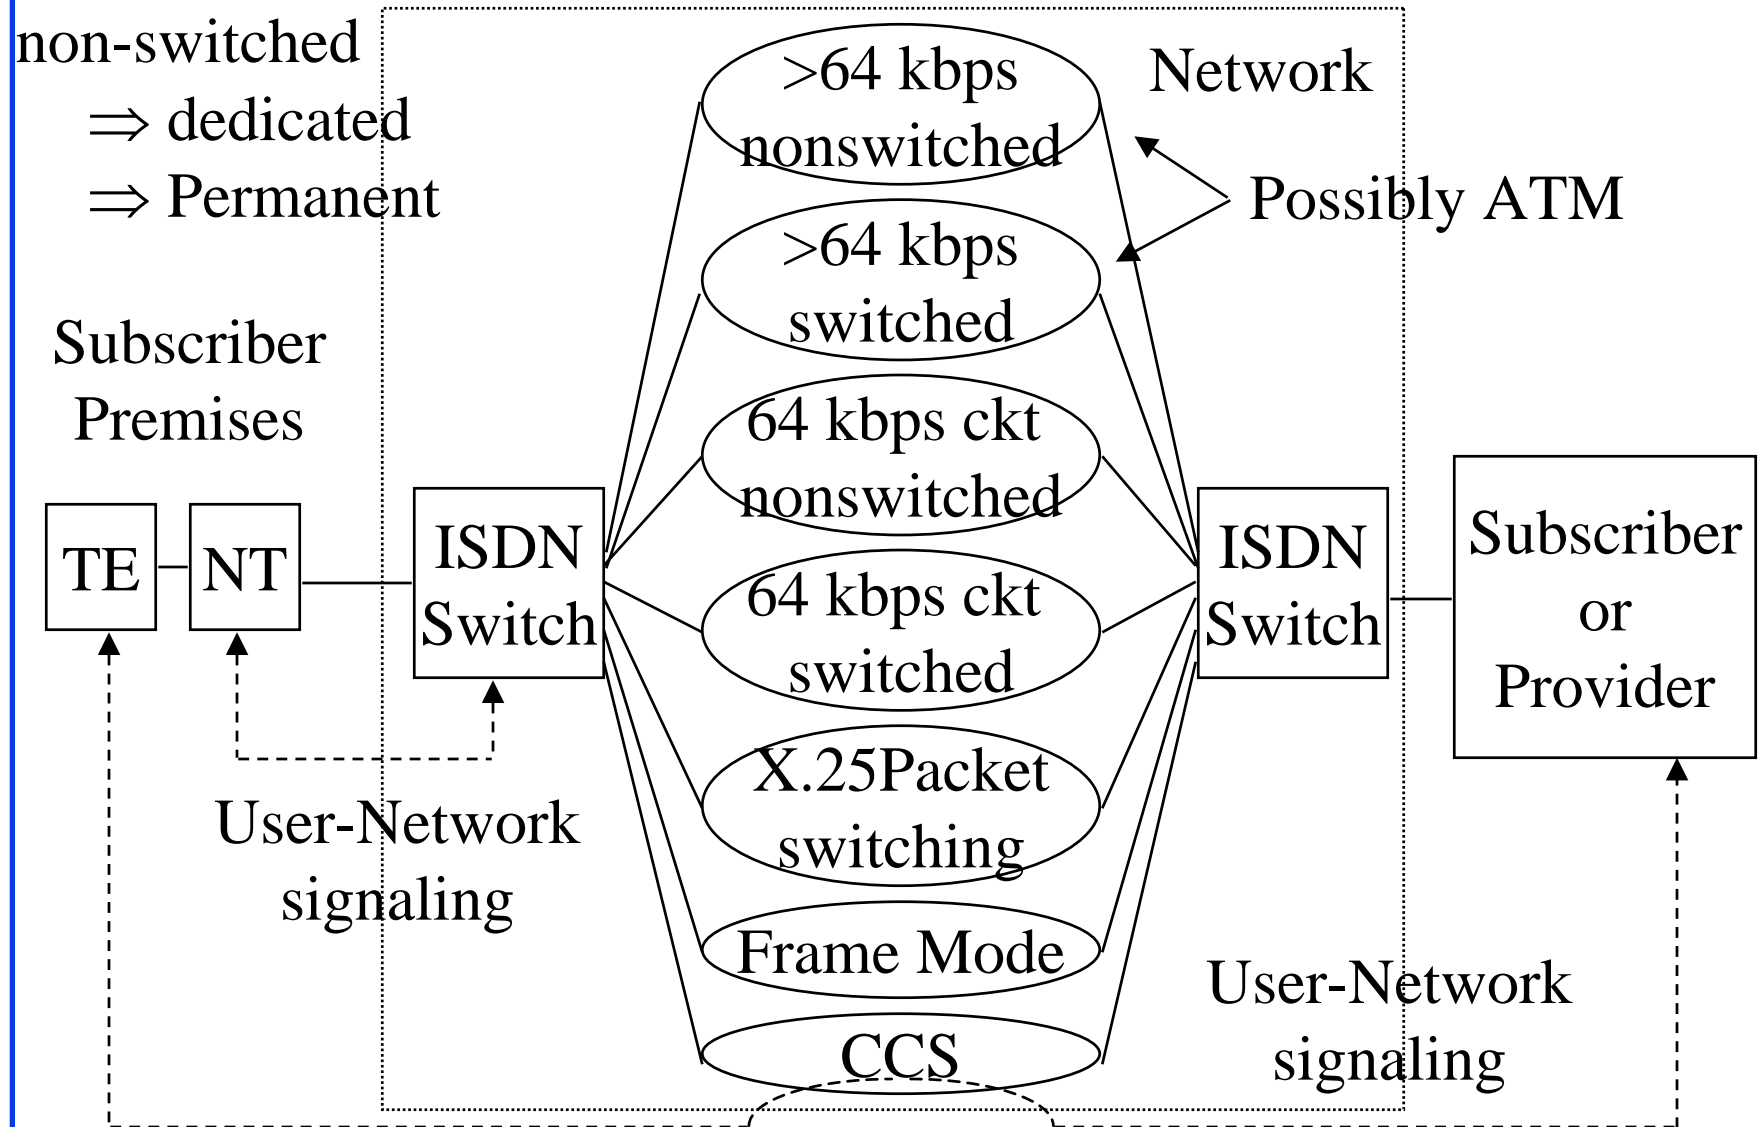 non-switched
⇒ dedicated
⇒ Permanent
>64 kbps
nonswitched
Network
Possibly ATM
>64 kbps
switched
Subscriber
Premises
64 kbps ckt
nonswitched
TE
NT
ISDN
Switch
64 kbps ckt
switched
ISDN
Switch
Subscriber
or
Provider
X.25Packet
switching
User-Network
signaling
Frame Mode
User-Network
signaling
CCS